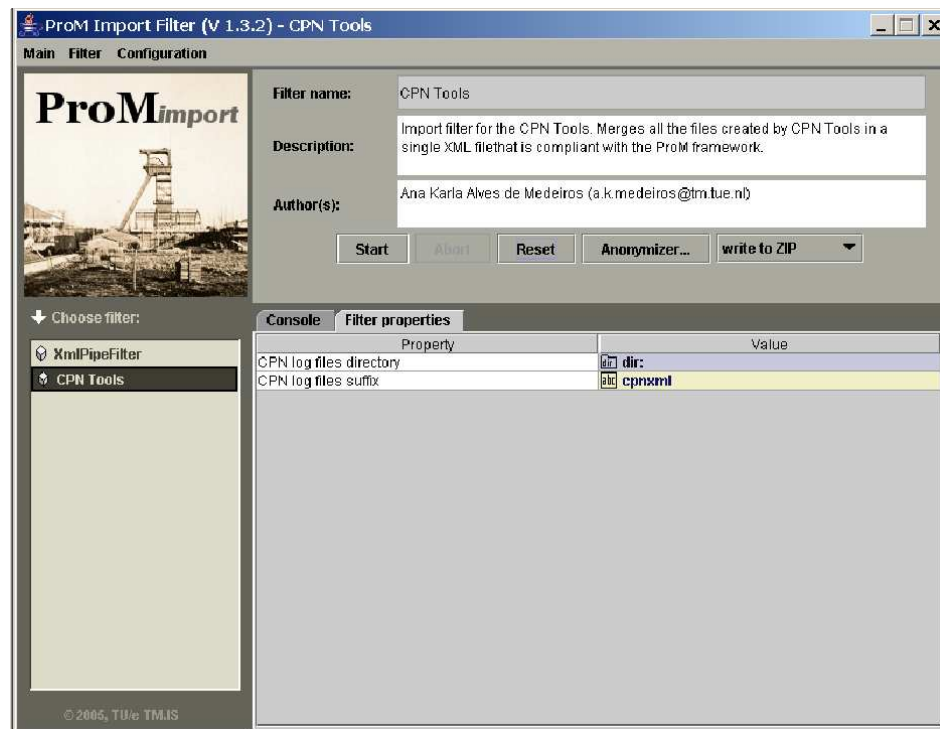 ProM Import Filter (V 1.3.2) - CPN Tools
Main Filter Configuration
ProMimport
Filter name: CPN Tools
Description: Import filter for the CPN Tools. Merges all the files created by CPN Tools in a
single XML filethat is compliant with the ProM framework.
Author(s): Ana Karla Alves de Medeiros (a.k.medeiros@tm.tue.nl)
Start Abort Reset Anonymizer... write to ZIP
Choose filter:
XmlPipeFilter
CPN Tools
Console Filter properties
Property Value
CPN log files directory dir: dir:
CPN log files suffix abc cpnxml
© 2005, TU/e TM.IS